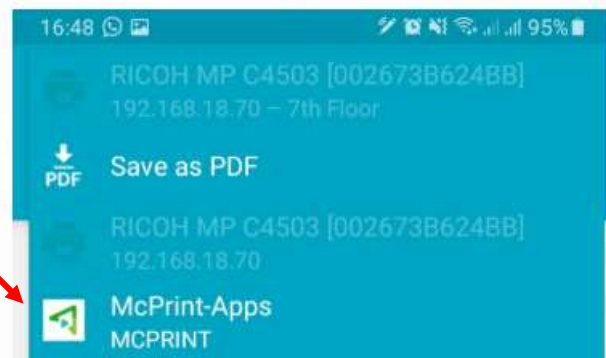 16:48 95%
RICOH MP C4503 [002673B624BB]
192.168.18.70 – 7th Floor
PDF Save as PDF
RICOH MP C4503 [002673B624BB]
192.168.18.70
McPrint-Apps
MCPRINT